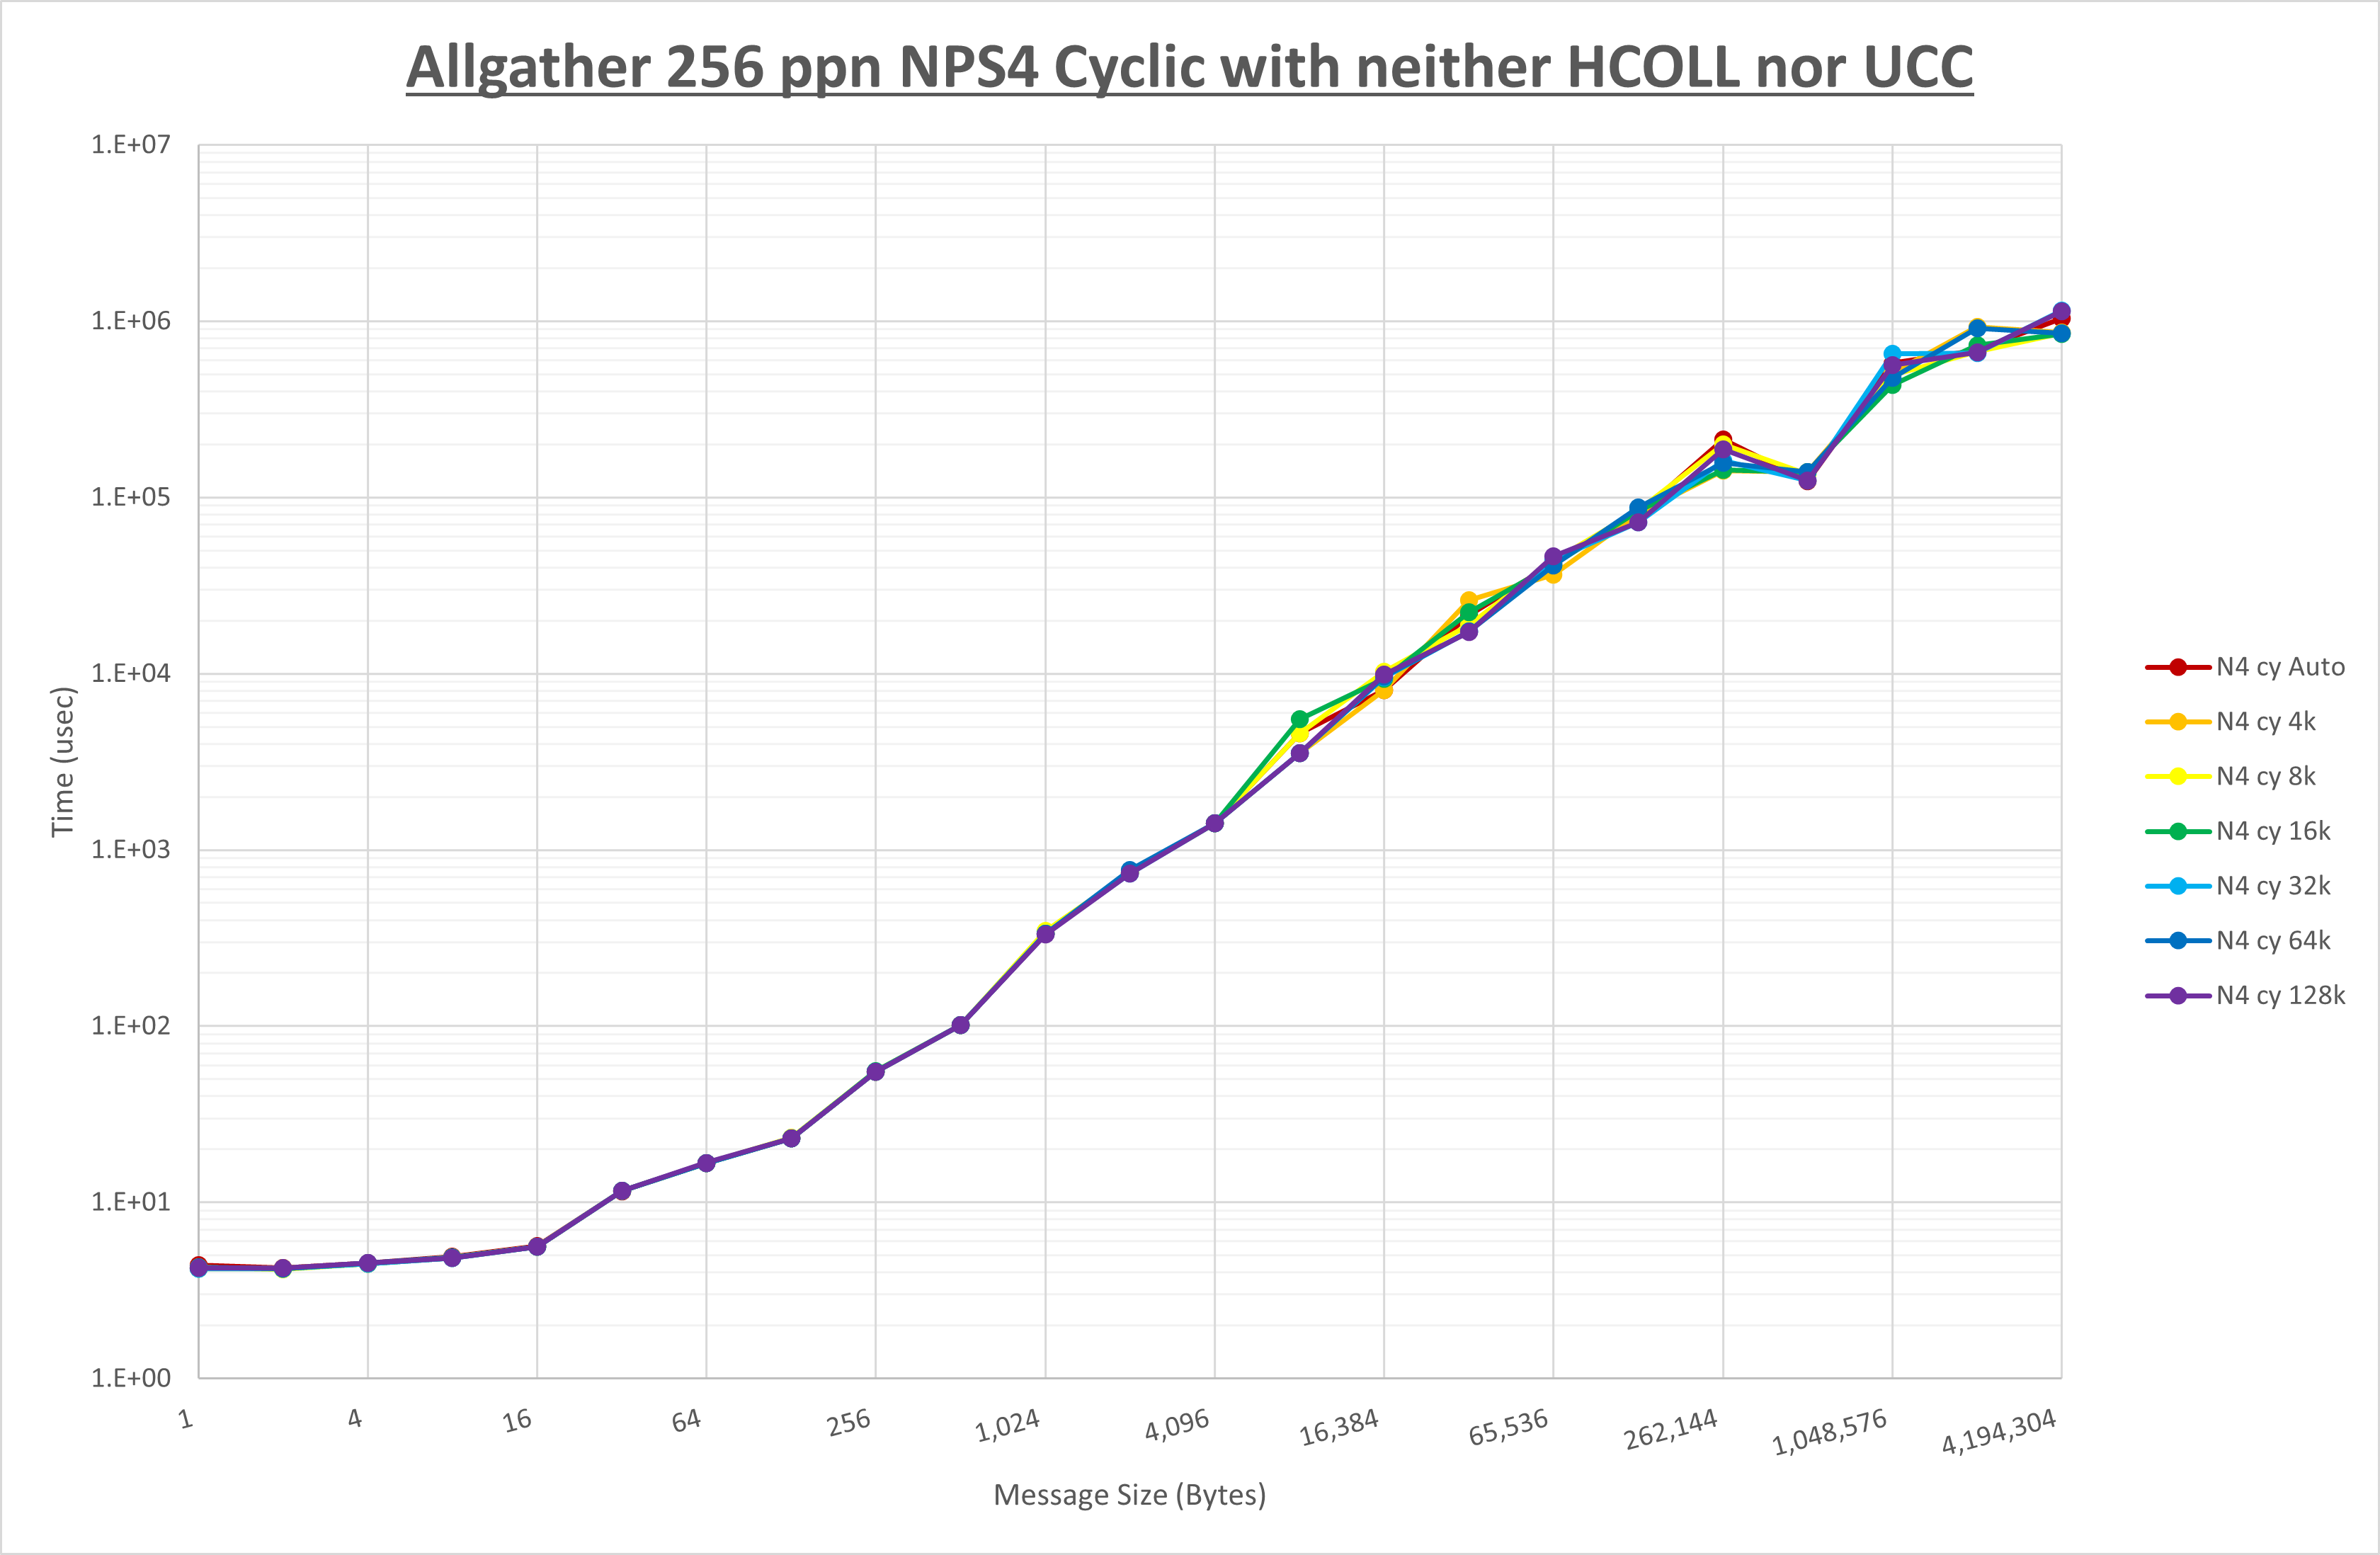 Allgather 256 ppn NPS4 Cyclic with neither HCOLL nor UCC
1.E+07
1.E+06
1.E+05
1.E+04
1.E+03
1.E+02
1.E+01
1.E+00
Time (usec)
1
4
16
64
256
1,024
4,096
16,384
65,536
262,144
1,048,576
4,194,304
Message Size (Bytes)
N4 cy Auto
N4 cy 4k
N4 cy 8k
N4 cy 16k
N4 cy 32k
N4 cy 64k
N4 cy 128k